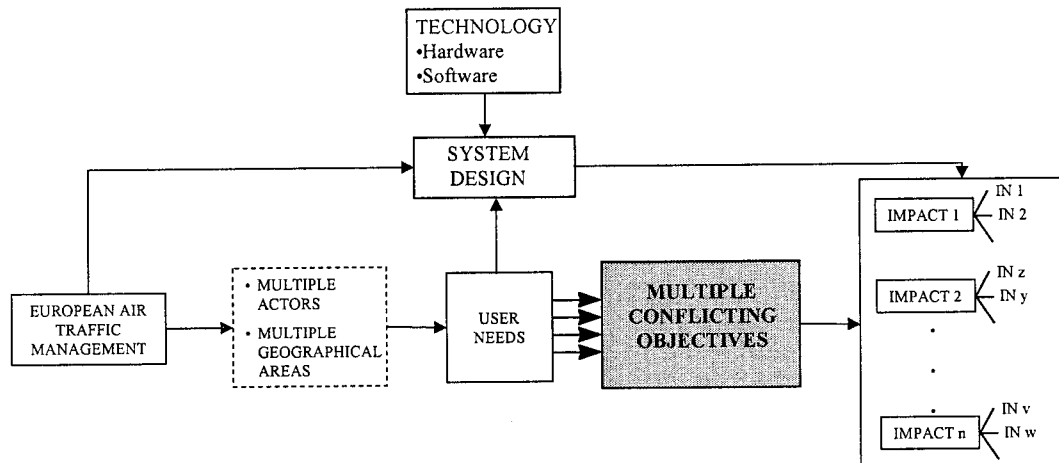 TECHNOLOGY
•Hardware
•Software
SYSTEM
DESIGN
EUROPEAN AIR
TRAFFIC
MANAGEMENT
• MULTIPLE
ACTORS
• MULTIPLE
GEOGRAPHICAL
AREAS
USER
NEEDS
MULTIPLE
CONFLICTING
OBJECTIVES
IMPACT 1
IN 1
IN 2
IMPACT 2
IN z
IN y
IMPACT n
IN v
IN w